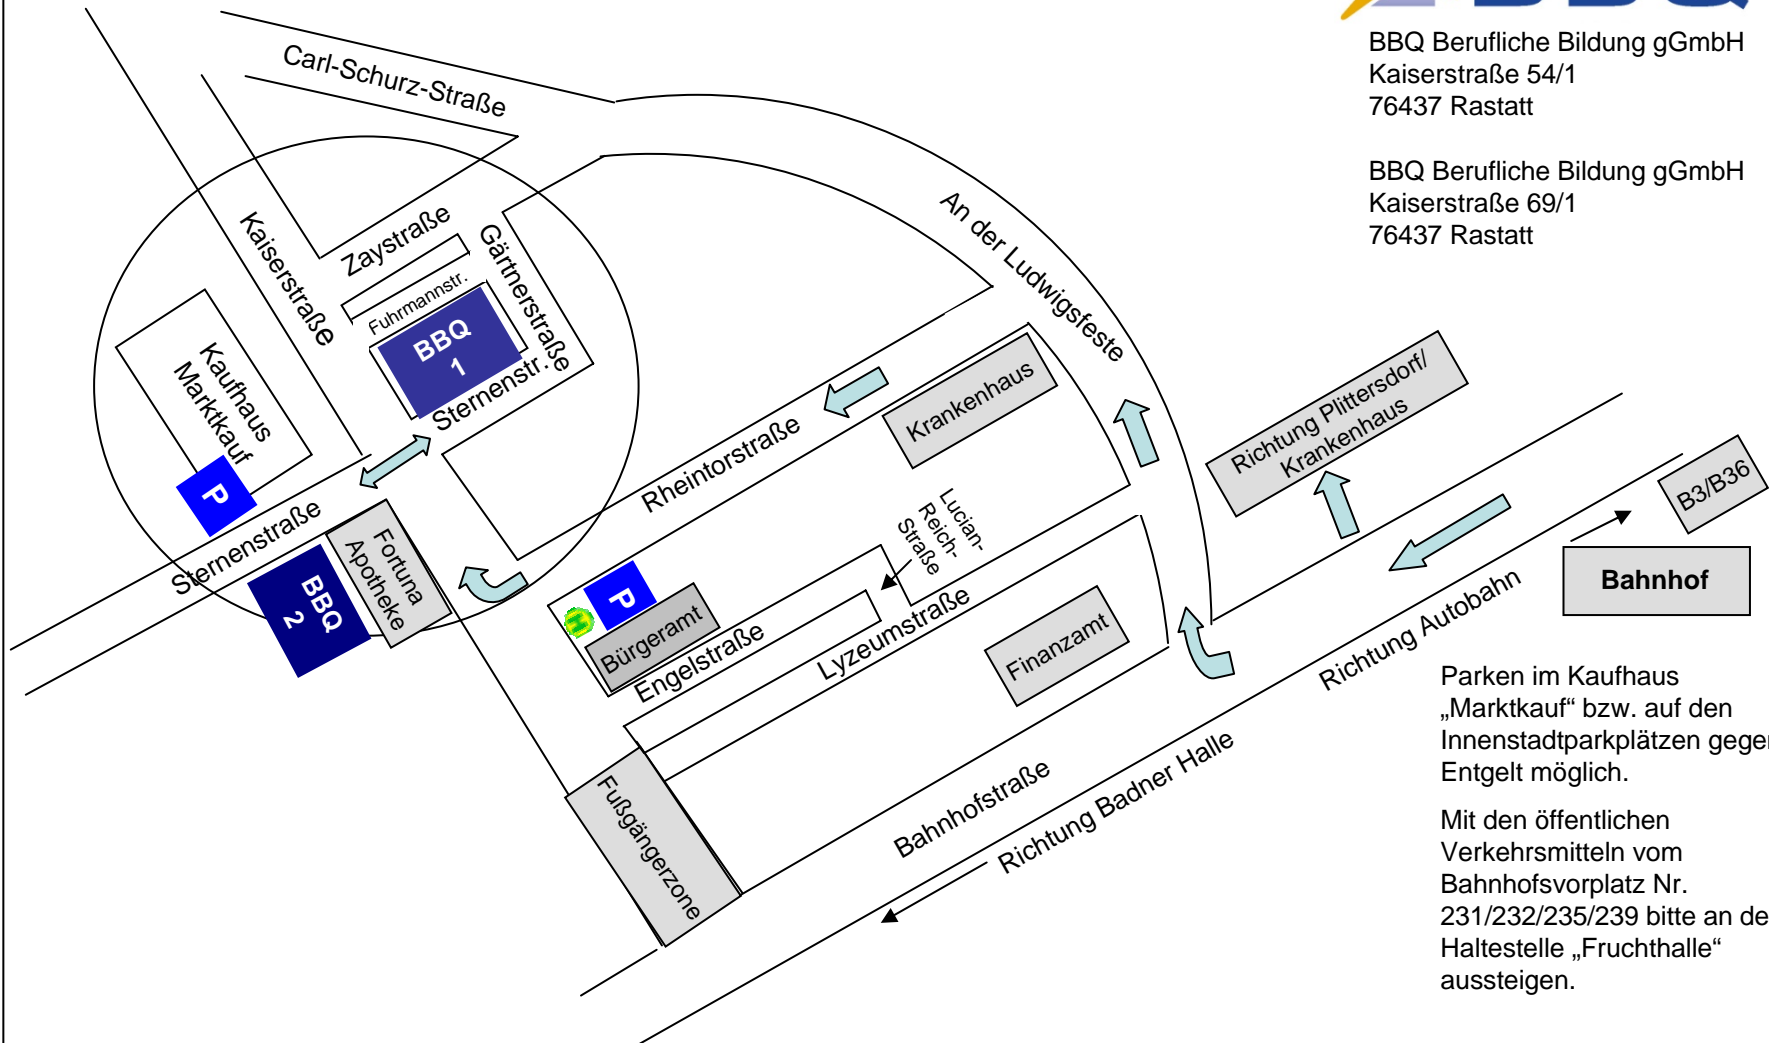 BBQ
BBQ Berufliche Bildung gGmbH
Kaiserstraße 54/1
76437 Rastatt
BBQ Berufliche Bildung gGmbH
Kaiserstraße 69/1
76437 Rastatt
Carl-Schurz-Straße
Kaiserstraße
Zaystraße
Gärtnerstraße
Fuhrmannstr.
BBQ
1
Sternenstr.
An der Ludwigsfeste
Kaufhaus
Marktkauf
P
Sternenstraße
BBQ
2
Fortuna
Apotheke
Rheintorstraße
Krankenhaus
Lucian-
Reich-
Straße
Richtung Plittersdorf/
Krankenhaus
B3/B36
Bahnhof
H
P
Bürgeramt
Engelstraße
Lyzeumstraße
Finanzamt
Richtung Autobahn
Fußgängerzone
Bahnhofstraße
Richtung Badner Halle
Parken im Kaufhaus
„Marktkauf“ bzw. auf den
Innenstadtparkplätzen gege
Entgelt möglich.
Mit den öffentlichen
Verkehrsmitteln vom
Bahnhofsvorplatz Nr.
231/232/235/239 bitte an de
Haltestelle „Fruchthalle“
aussteigen.